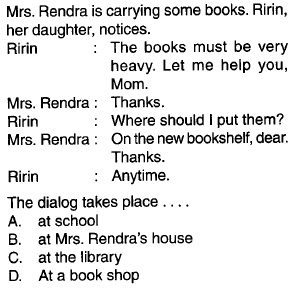 Mrs. Rendra is carrying some books. Ririn,
her daughter, notices.
Ririn : The books must be very
heavy. Let me help you,
Mom.
Mrs. Rendra : Thanks.
Ririn : Where should I put them?
Mrs. Rendra : On the new bookshelf, dear.
Thanks.
Ririn : Anytime.
The dialog takes place . . . .
A. at school
B. at Mrs. Rendra's house
C. at the library
D. At a book shop